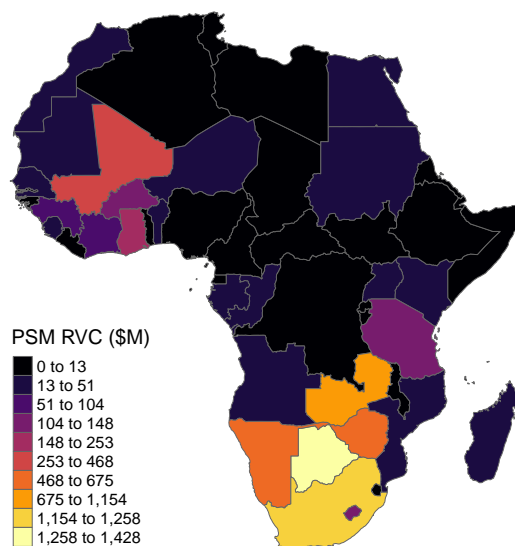 PSM RVC ($M)
0 to 13
13 to 51
51 to 104
104 to 148
148 to 253
253 to 468
468 to 675
675 to 1,154
1,154 to 1,258
1,258 to 1,428